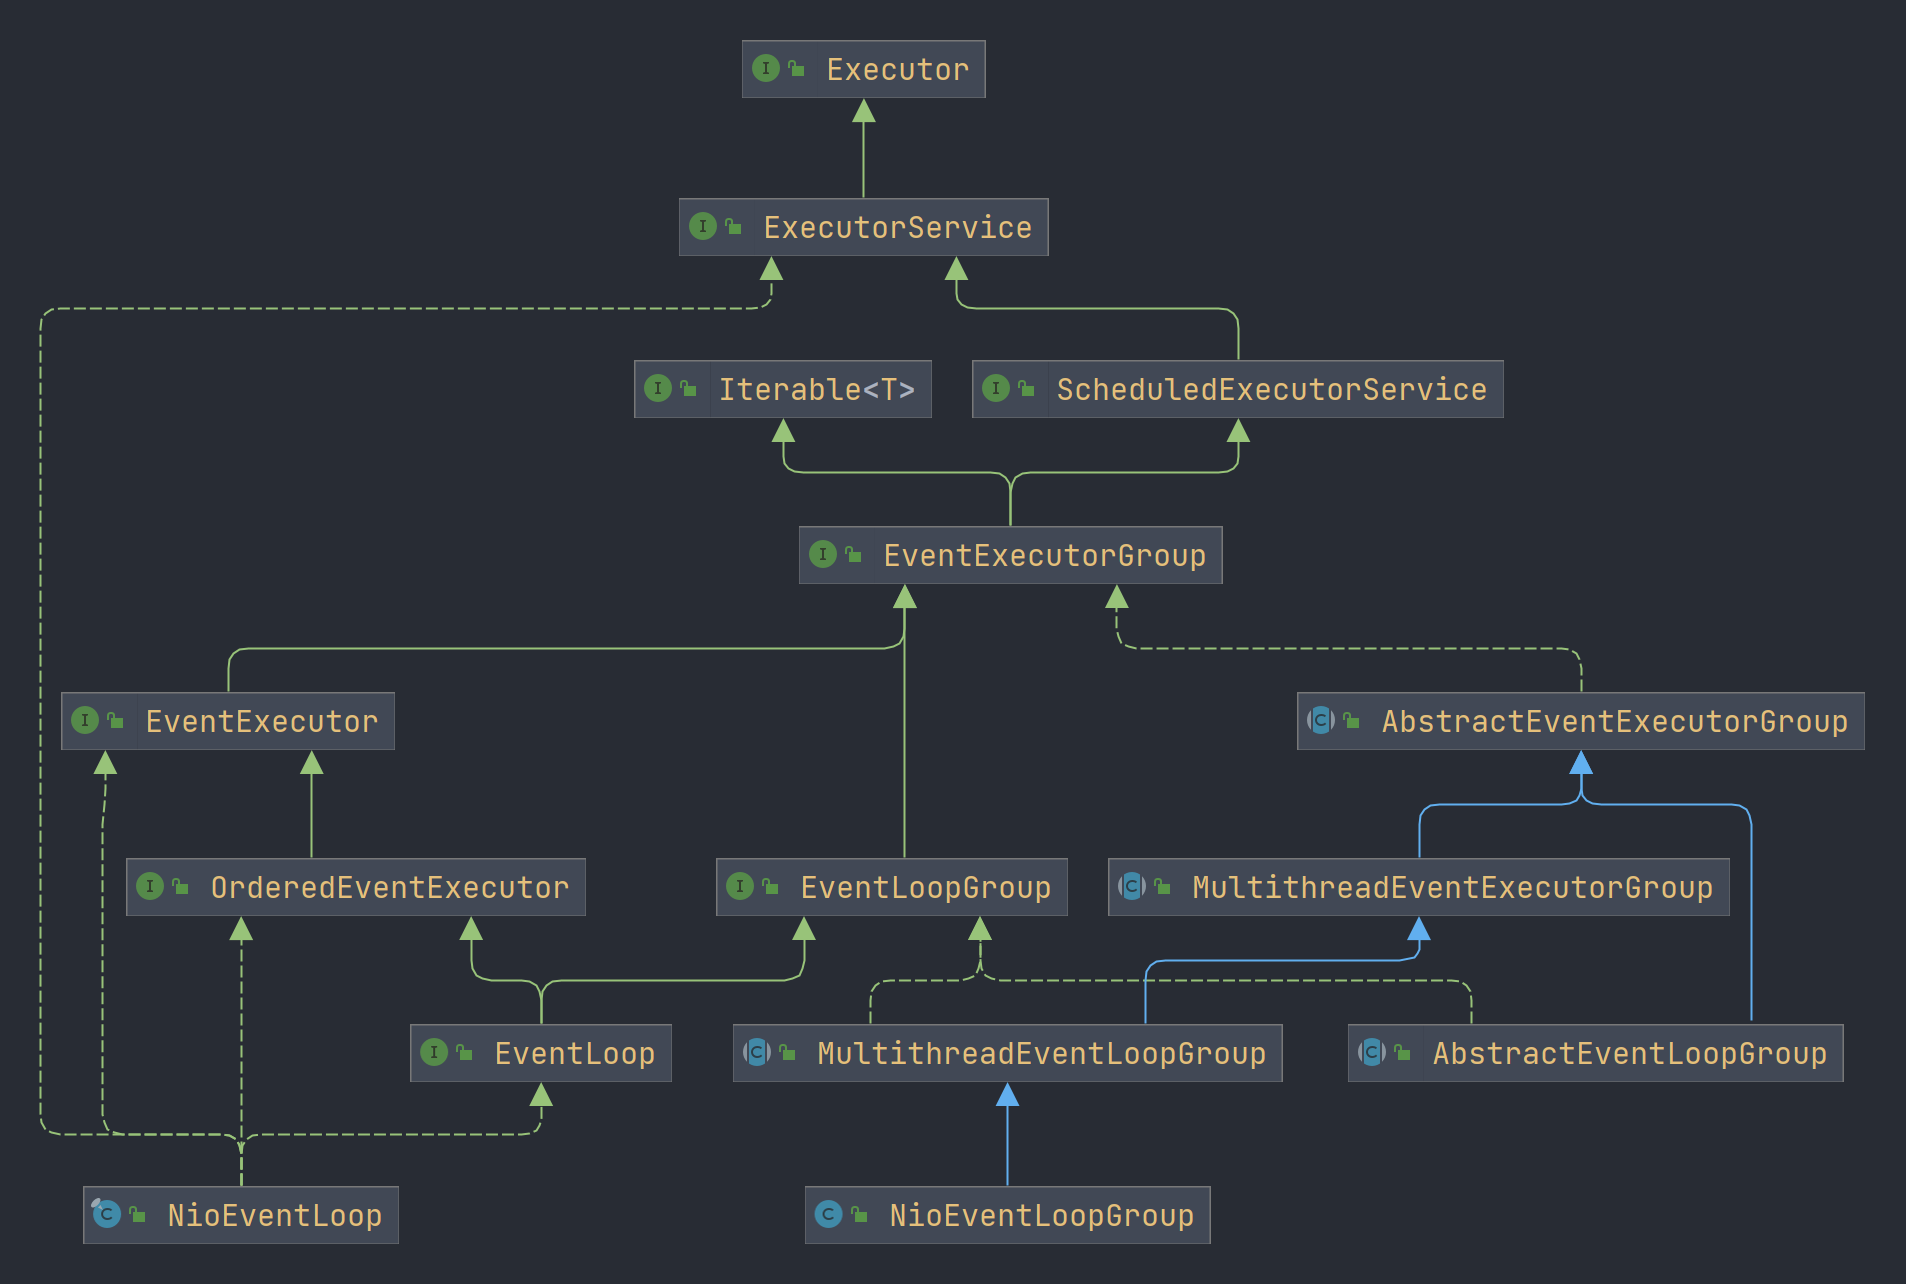 I Executor
I ExecutorService
I Iterable<T>
I ScheduledExecutorService
I EventExecutorGroup
I EventExecutor
C AbstractEventExecutorGroup
I OrderedEventExecutor
I EventLoopGroup
C MultithreadEventExecutorGroup
I EventLoop
C MultithreadEventLoopGroup
C AbstractEventLoopGroup
C NioEventLoop
C NioEventLoopGroup